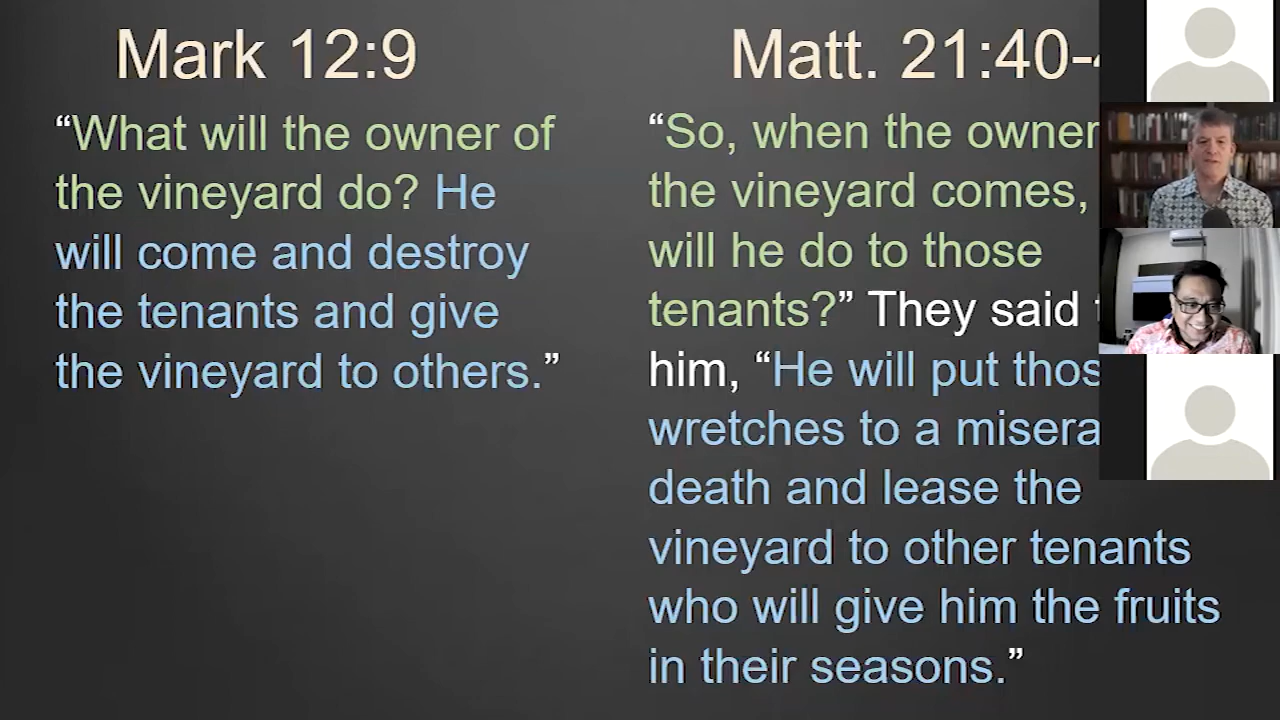 Mark 12:9
“What will the owner of
the vineyard do? He
will come and destroy
the tenants and give
the vineyard to others.”
Matt. 21:40-
“So, when the owner
the vineyard comes,
will he do to those
tenants?” They said
him, “He will put
wretches to a
death and lease the
vineyard to other tenants
who will give him the fruits
in their seasons.”